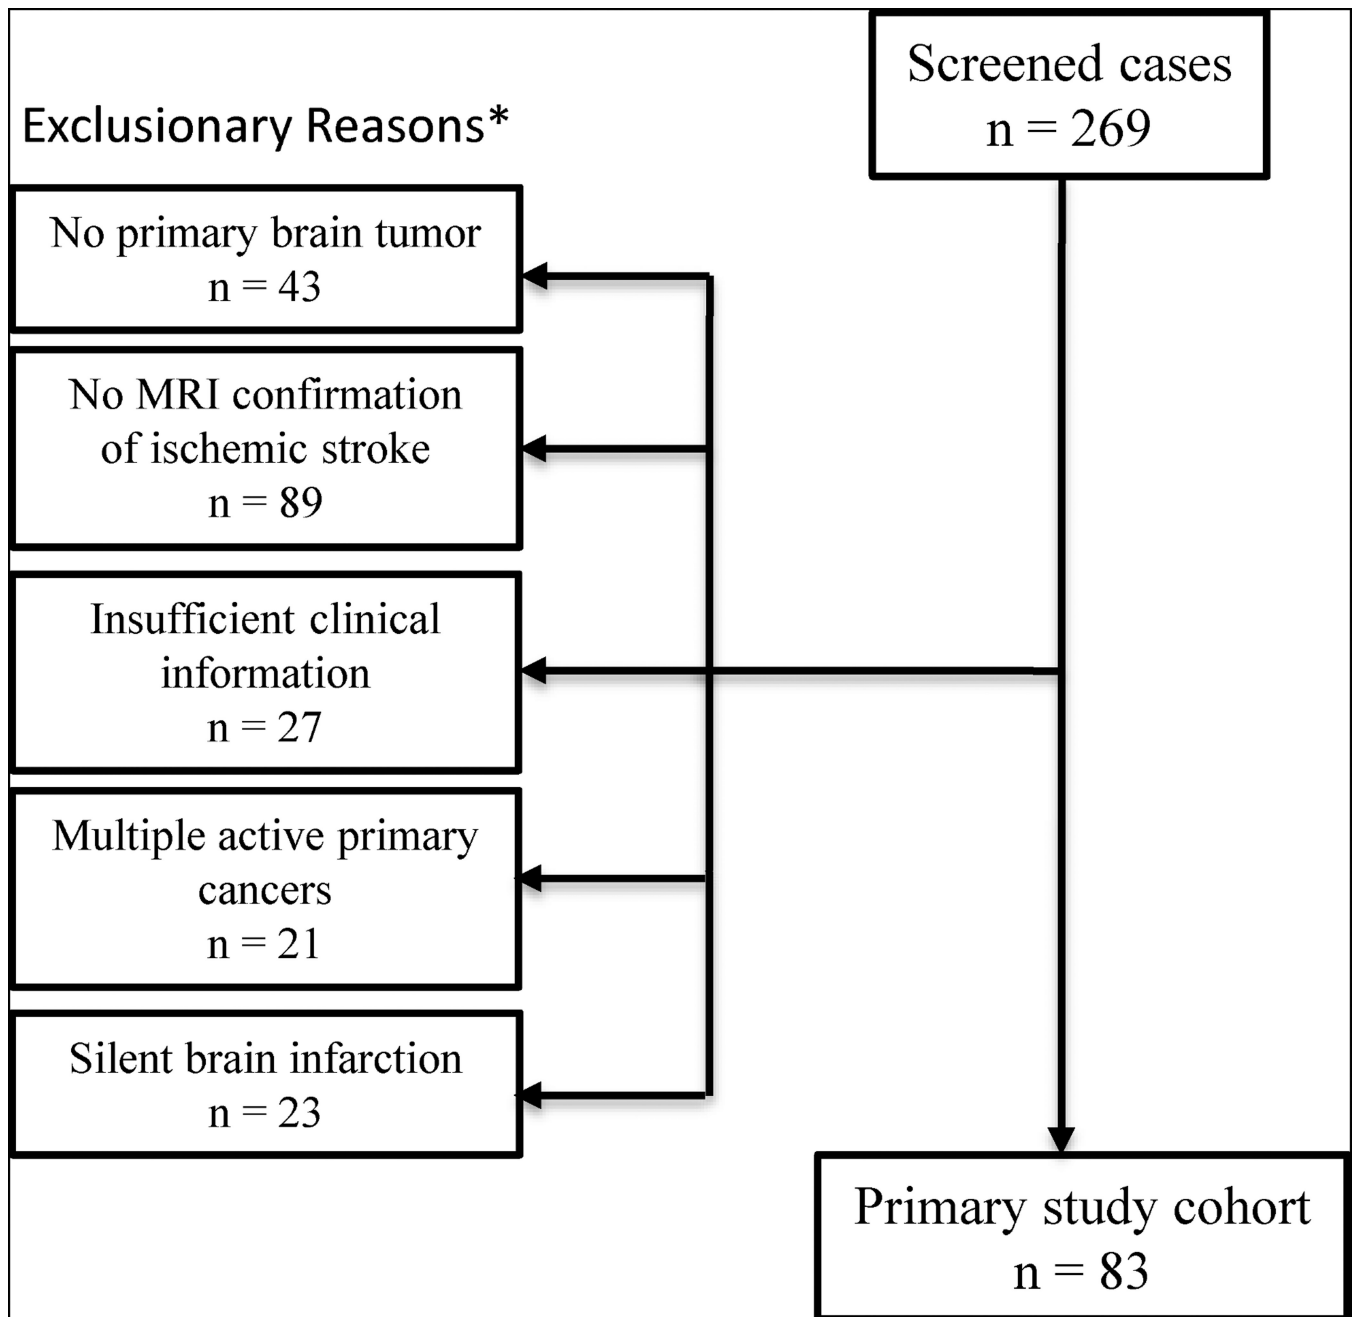 Screened cases
n = 269
Exclusionary Reasons*
No primary brain tumor
n = 43
No MRI confirmation
of ischemic stroke
n = 89
Insufficient clinical
information
n = 27
Multiple active primary
cancers
n = 21
Silent brain infarction
n = 23
Primary study cohort
n = 83